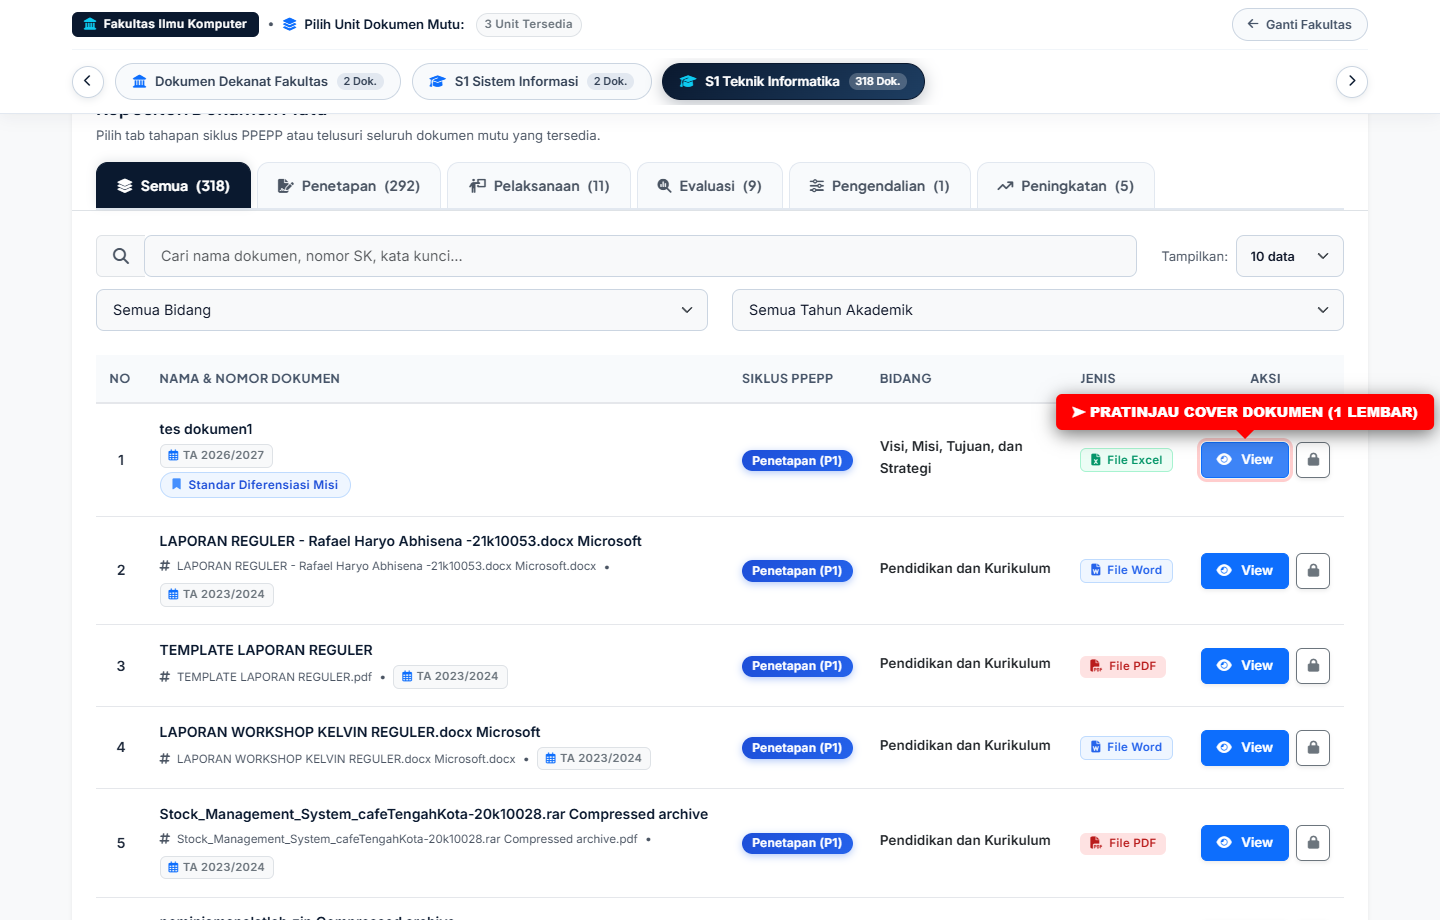 Fakultas Ilmu Komputer • Pilih Unit Dokumen Mutu: 3 Unit Tersedia Ganti Fakultas
Dokumen Dekanat Fakultas 2 Dok. S1 Sistem Informasi 2 Dok. S1 Teknik Informatika 318 Dok.
Pilih tab tahapan siklus PPEPP atau telusuri seluruh dokumen mutu yang tersedia.
Semua (318) Penetapan (292) Pelaksanaan (11) Evaluasi (9) Pengendalian (1) Peningkatan (5)
Cari nama dokumen, nomor SK, kata kunci... Tampilkan: 10 data
Semua Bidang Semua Tahun Akademik
NO NAMA & NOMOR DOKUMEN SIKLUS PPEPP BIDANG JENIS AKSI
➤ PRATINJAU COVER DOKUMEN (1 LEMBAR)
1 tes dokumen1
TA 2026/2027
Standar Diferensiasi Misi
Penetapan (P1)
Visi, Misi, Tujuan, dan
Strategi
File Excel View
2 LAPORAN REGULER - Rafael Haryo Abhisena -21k10053.docx Microsoft
# LAPORAN REGULER - Rafael Haryo Abhisena -21k10053.docx Microsoft.docx •
TA 2023/2024
Penetapan (P1) Pendidikan dan Kurikulum File Word View
3 TEMPLATE LAPORAN REGULER
# TEMPLATE LAPORAN REGULER.pdf • TA 2023/2024
Penetapan (P1) Pendidikan dan Kurikulum File PDF View
4 LAPORAN WORKSHOP KELVIN REGULER.docx Microsoft
# LAPORAN WORKSHOP KELVIN REGULER.docx Microsoft.docx • TA 2023/2024
Penetapan (P1) Pendidikan dan Kurikulum File Word View
5 Stock_Management_System_cafeTengahKota-20k10028.rar Compressed archive
# Stock_Management_System_cafeTengahKota-20k10028.rar Compressed archive.pdf •
TA 2023/2024
Penetapan (P1) Pendidikan dan Kurikulum File PDF View